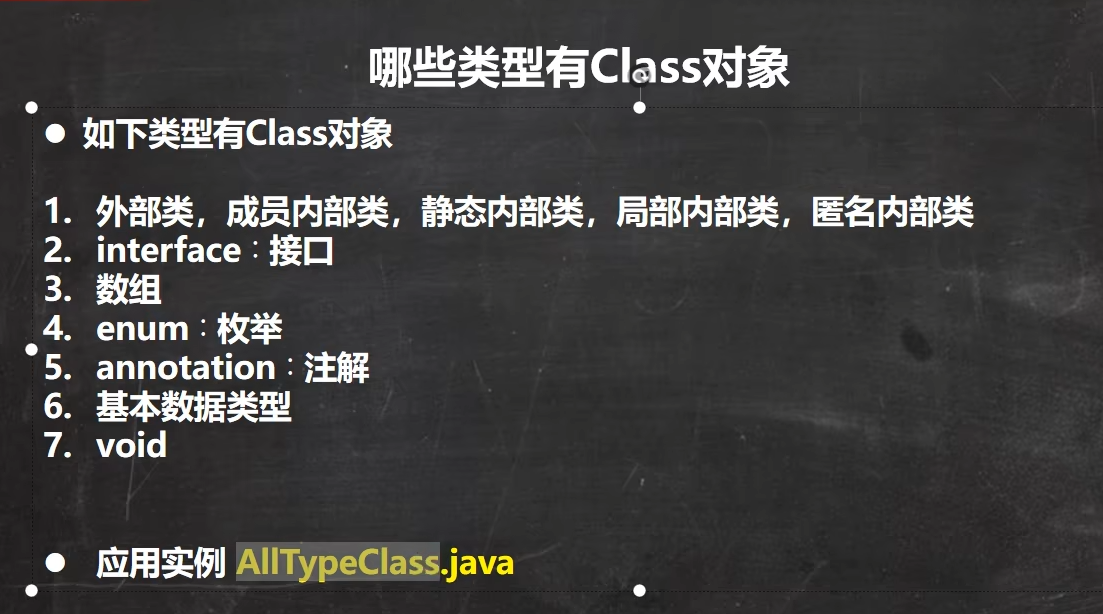 哪些类型有Class对象
● 如下类型有Class对象
1. 外部类，成员内部类，静态内部类，局部内部类，匿名内部类
2. interface：接口
3. 数组
4. enum：枚举
5. annotation：注解
6. 基本数据类型
7. void
● 应用实例 AllTypeClass.java